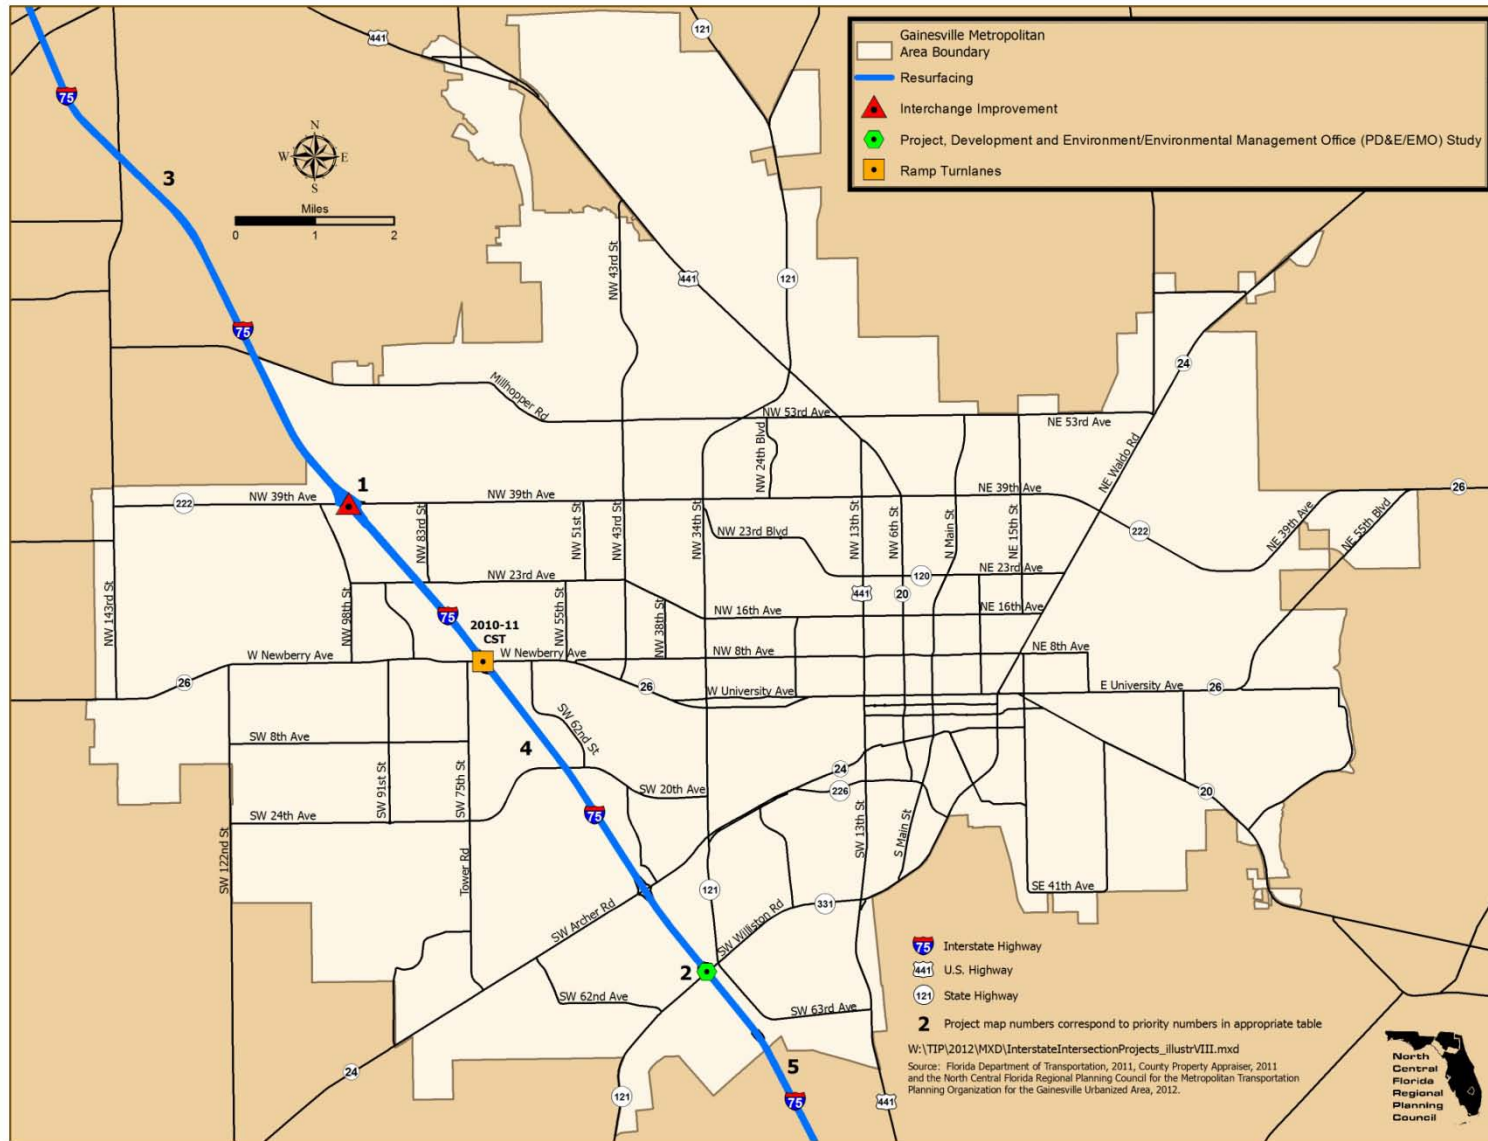 Gainesville Metropolitan
Area Boundary
Resurfacing
Interchange Improvement
Project, Development and Environment/Environmental Management Office (PD&E/EMO) Study
Ramp Turnlanes
441
121
75
N
W E
S
3
Miles
0 1 2
NW 43rd St
441
121
75
24
Millhopper Rd
NW 53rd Ave
NE 53rd Ave
NW 24th Blvd
NE Waldo Rd
1
222
NW 39th Ave
NW 39th Ave
NE 39th Ave
26
NW 83rd St
NW 51st St
NW 43rd St
NW 34th St
NW 23rd Blvd
NW 13th St
NW 6th St
N Main St
NE 15th St
222
NE 39th Ave
NE 55th Blvd
NW 143rd St
NW 98th St
NW 23rd Ave
120
NE 23rd Ave
75
2010-11
CST
NW 55th St
NW 38th St
NW 16th Ave
441
20
NE 16th Ave
W Newberry Ave
W Newberry Ave
NW 8th Ave
NE 8th Ave
26
26
W University Ave
E University Ave
26
SW 8th Ave
SW 62nd St
4
SW 91st St
SW 75th St
SW 20th Ave
24
226
20
SW 24th Ave
75
SW 122nd St
Tower Rd
SW 13th St
S Main St
121
SE 41th Ave
SW Archer Rd
SW Williston Rd
331
2
SW 62nd Ave
SW 63rd Ave
24
121
5
75
441
75 Interstate Highway
441 U.S. Highway
121 State Highway
2 Project map numbers correspond to priority numbers in appropriate table
W:\TIP\2012\MXD\InterstateIntersectionProjects_illustrVIII.mxd
Source: Florida Department of Transportation, 2011, County Property Appraiser, 2011
and the North Central Florida Regional Planning Council for the Metropolitan Transportation
Planning Organization for the Gainesville Urbanized Area, 2012.
North
Central
Florida
Regional
Planning
Council